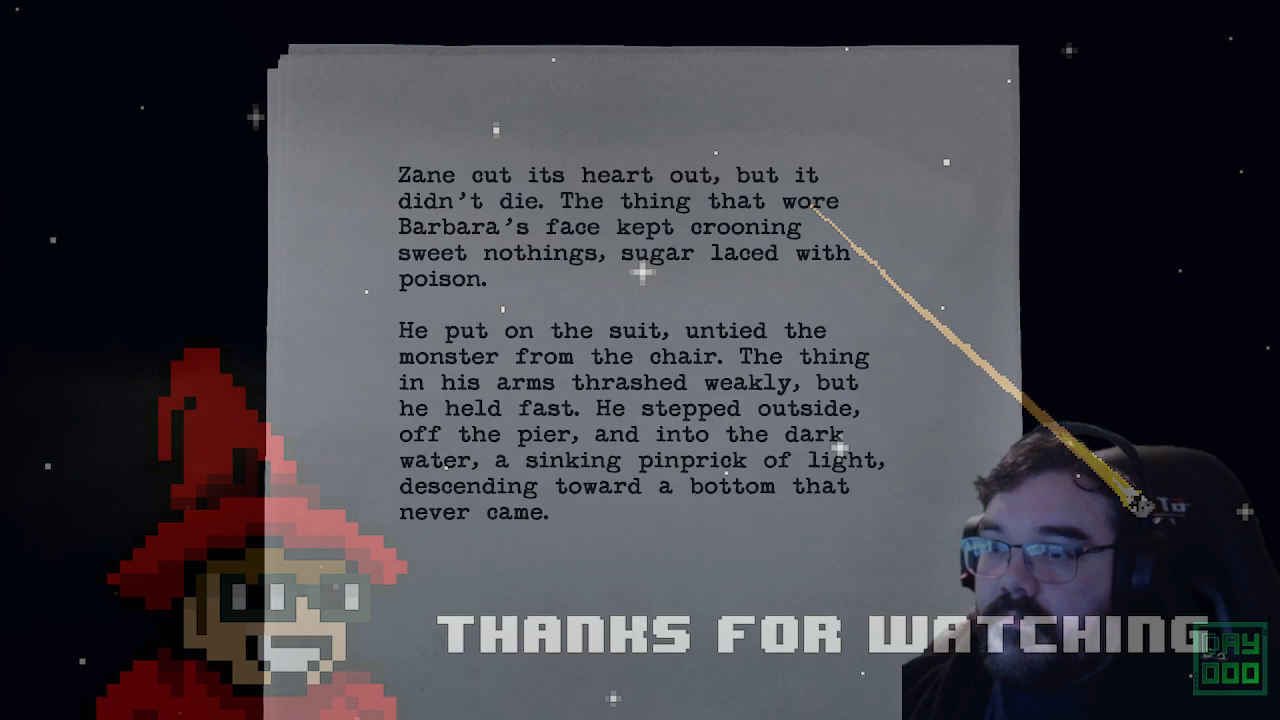 Zane cut its heart out, but it
didn't die. The thing that wore
Barbara's face kept crooning
sweet nothings, sugar laced with
poison.
He put on the suit, untied the
monster from the chair. The thing
in his arms thrashed weakly, but
he held fast. He stepped outside,
off the pier, and into the dark
water, a sinking pinprick of light,
descending toward a bottom that
never came.
THANKS FOR WATCHING
DAY
000